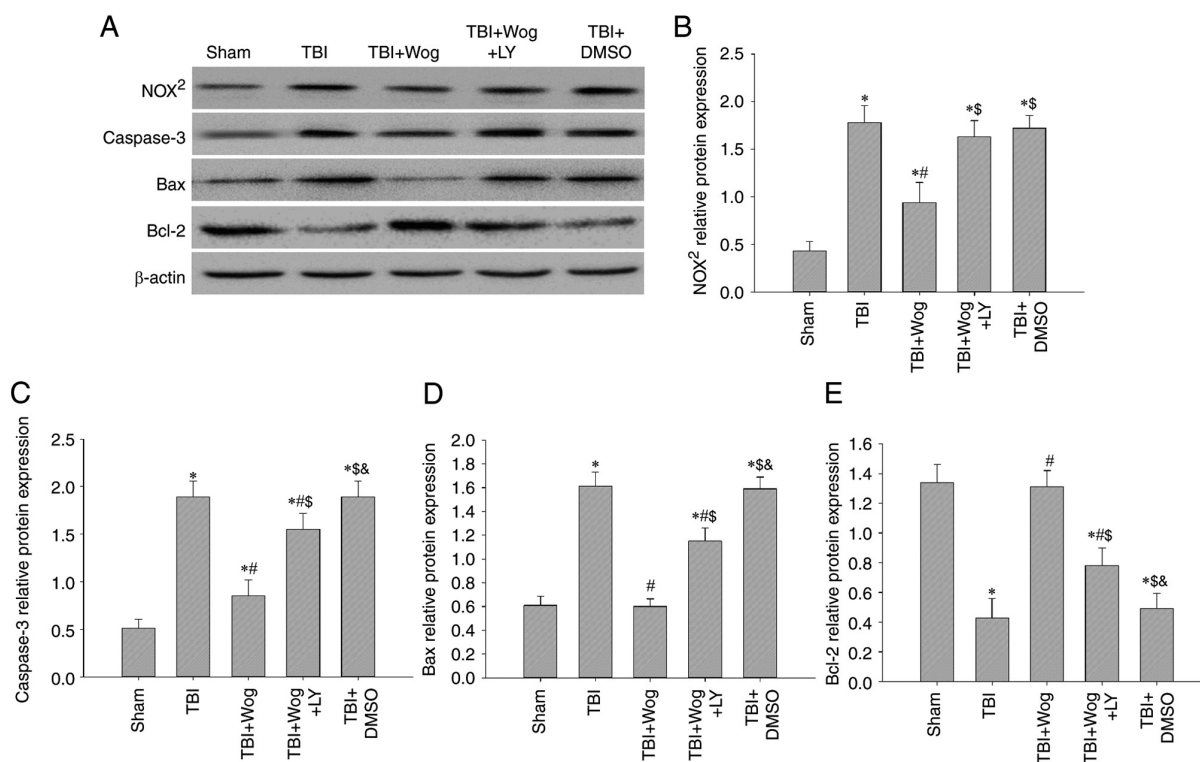 A
Sham
TBI
TBI+Wog
TBI+Wog
+LY
TBI+
DMSO
NOX2
Caspase-3
Bax
Bcl-2
β-actin
B
NOX2 relative protein expression
2.5
2.0
1.5
1.0
0.5
0.0
*
*#
*$
*$
Sham
TBI
TBI+Wog
TBI+Wog
+LY
TBI+
DMSO
C
Caspase-3 relative protein expression
2.5
2.0
1.5
1.0
0.5
0.0
*
*#
*#$
*$&
Sham
TBI
TBI+Wog
TBI+Wog
+LY
TBI+
DMSO
D
Bax relative protein expression
2.0
1.8
1.6
1.4
1.2
1.0
0.8
0.6
0.4
0.2
0.0
*
#
*#$
*$&
Sham
TBI
TBI+Wog
TBI+Wog
+LY
TBI+
DMSO
E
Bcl-2 relative protein expression
1.6
1.4
1.2
1.0
0.8
0.6
0.4
0.2
0.0
*
#
*#$
*$&
Sham
TBI
TBI+Wog
TBI+Wog
+LY
TBI+
DMSO